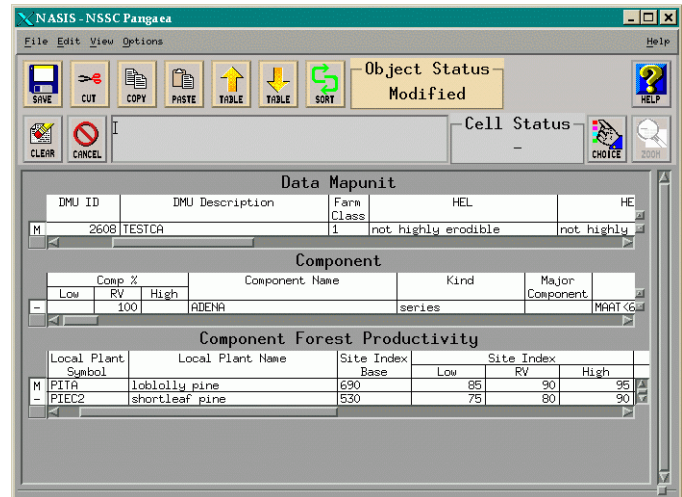 NASIS - NSSC Pangaea
File Edit View Options Help
SAVE CUT COPY PASTE TABLE TABLE SORT Object Status Modified HELP
CLEAR CANCEL Cell Status - CHOICE ZOOM
Data Mapunit
DMU ID DMU Description Farm Class HEL HE
M 2608 TESTCA 1 not highly erodible not highly
Component
Comp % Component Name Kind Major Component
Low RV High
- 100 ADENA series MAAT<6
Component Forest Productivity
Local Plant Symbol Local Plant Name Site Index Base Site Index
Low RV High
M PITA loblolly pine 690 85 90 95
- PIEC2 shortleaf pine 530 75 80 90